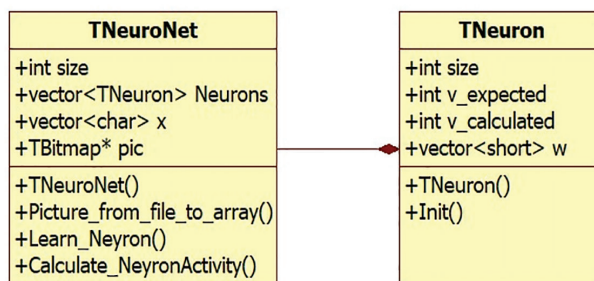 TNeuroNet
+int size
+vector<TNeuron> Neurons
+vector<char> x
+TBitmap* pic
+TNeuroNet()
+Picture_from_file_to_array()
+Learn_Neyron()
+Calculate_NeyronActivity()
TNeuron
+int size
+int v_expected
+int v_calculated
+vector<short> w
+TNeuron()
+Init()